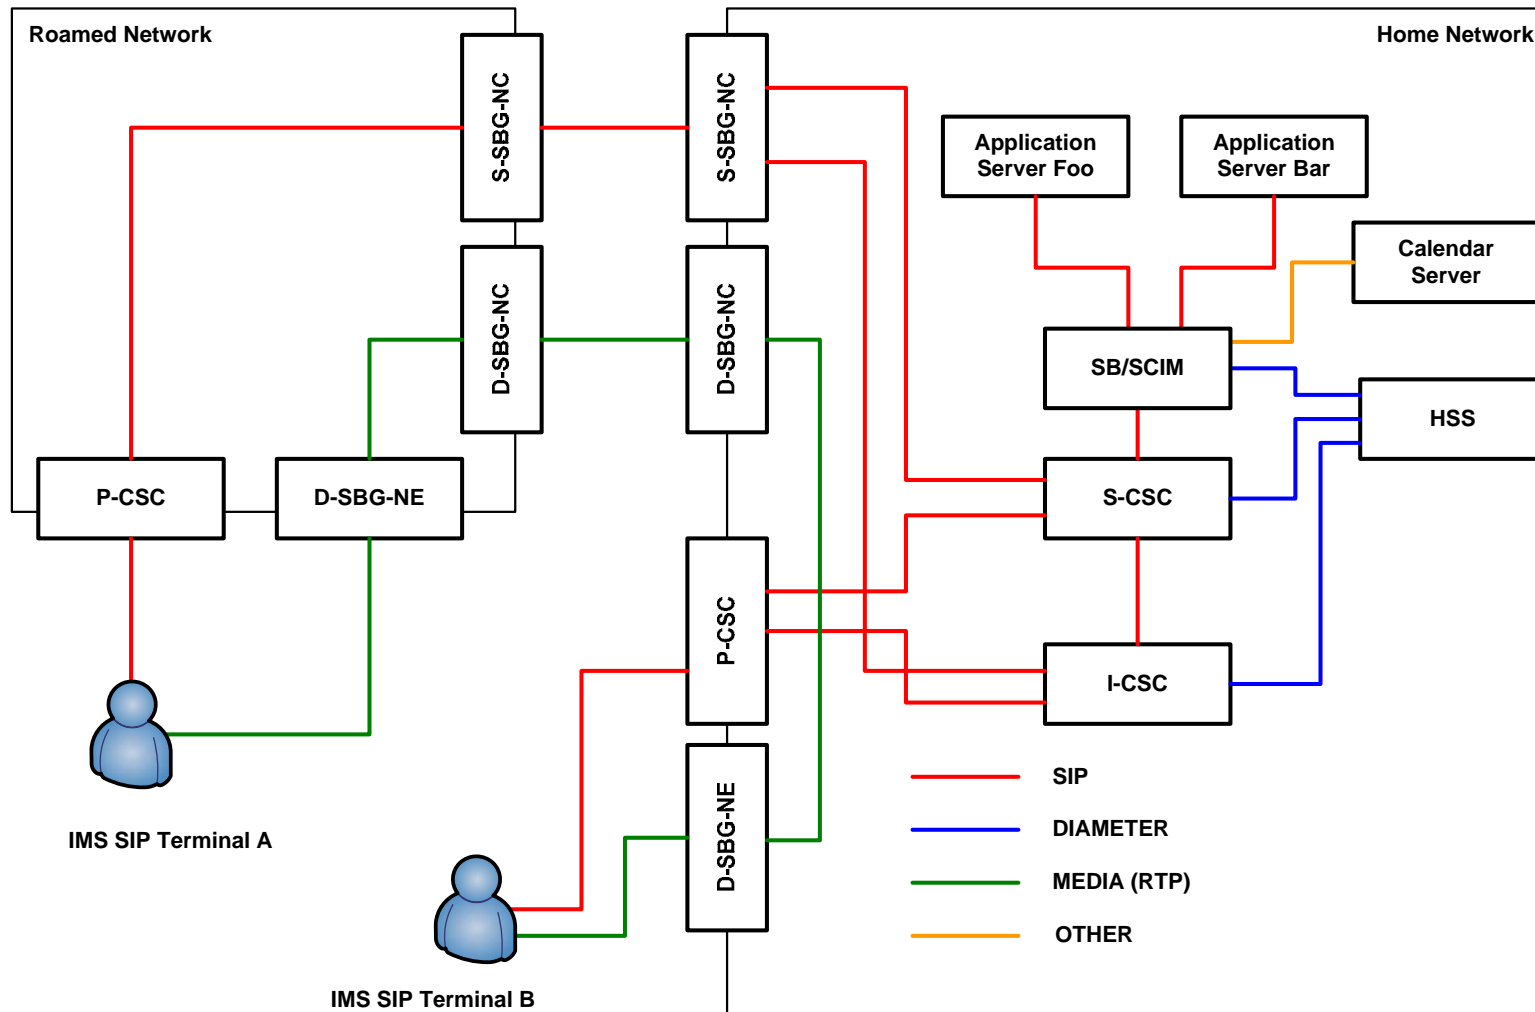 Roamed Network
Home Network
S-SBG-NC
S-SBG-NC
Application
Server Foo
Application
Server Bar
Calendar
Server
D-SBG-NC
D-SBG-NC
SB/SCIM
HSS
P-CSC
D-SBG-NE
S-CSC
P-CSC
I-CSC
D-SBG-NE
SIP
DIAMETER
MEDIA (RTP)
OTHER
IMS SIP Terminal A
IMS SIP Terminal B